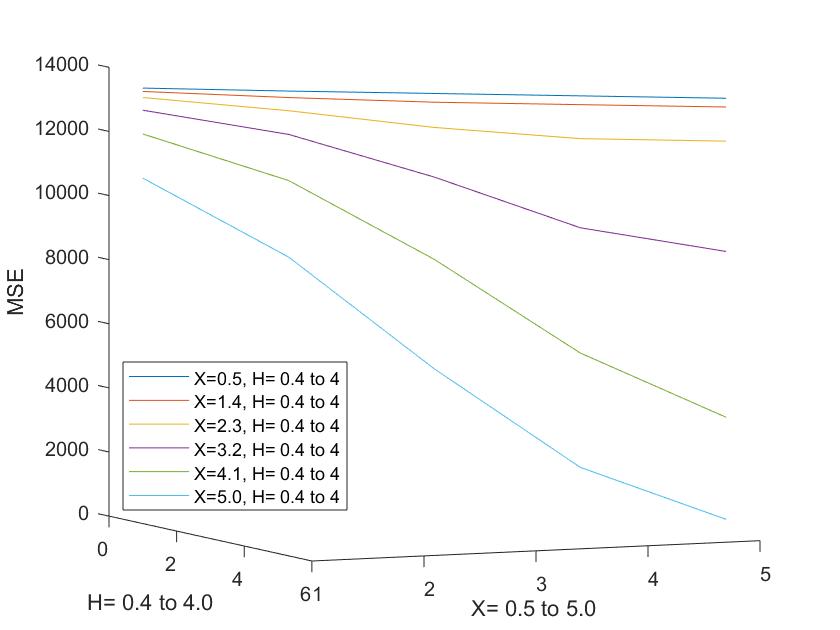 14000
12000
10000
8000
6000
4000
2000
0
MSE
X=0.5, H= 0.4 to 4
X=1.4, H= 0.4 to 4
X=2.3, H= 0.4 to 4
X=3.2, H= 0.4 to 4
X=4.1, H= 0.4 to 4
X=5.0, H= 0.4 to 4
0
2
4
61
2
3
4
5
H= 0.4 to 4.0
X= 0.5 to 5.0